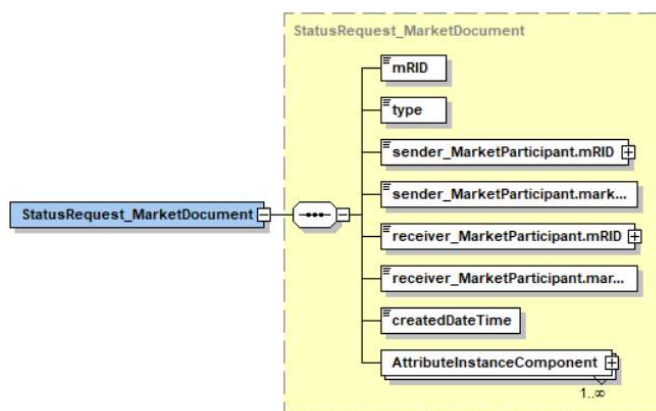 StatusRequest_MarketDocument
mRID
type
sender_MarketParticipant.mRID
sender_MarketParticipant.mark...
StatusRequest_MarketDocument
receiver_MarketParticipant.mRID
receiver_MarketParticipant.mar...
createdDateTime
AttributeInstanceComponent
1..∞